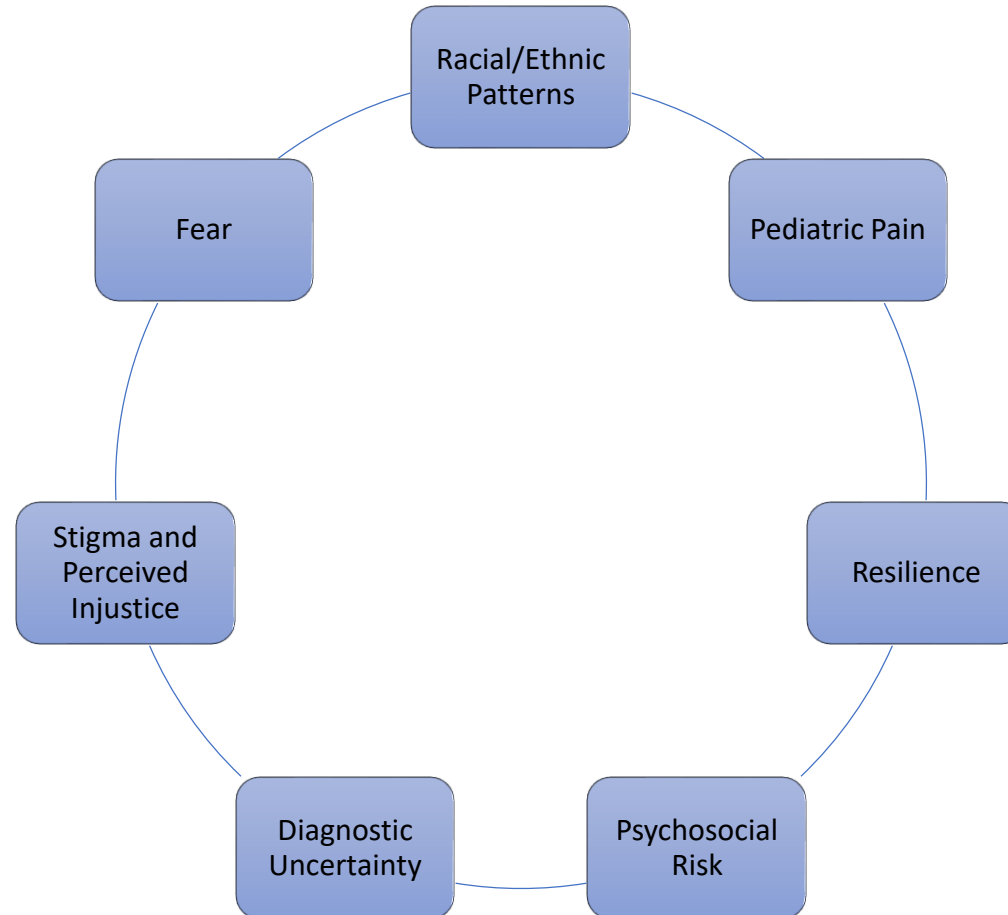 Racial/Ethnic
Patterns
Pediatric Pain
Resilience
Psychosocial
Risk
Diagnostic
Uncertainty
Stigma and
Perceived
Injustice
Fear